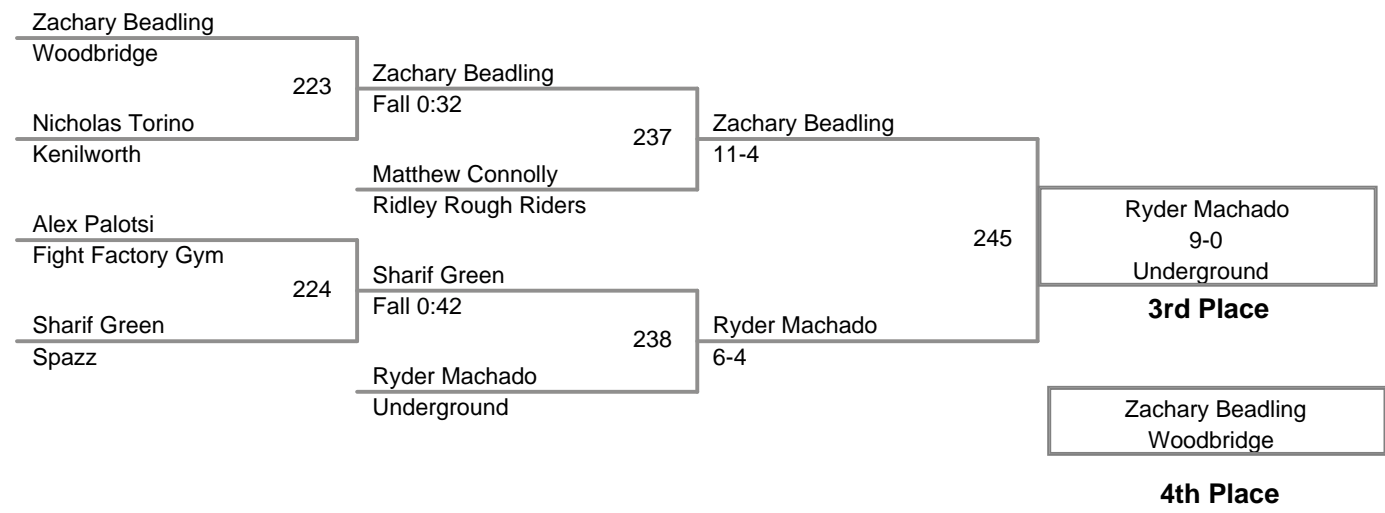 Zachary Beadling
Woodbridge
223
Nicholas Torino
Kenilworth
Alex Palotsi
Fight Factory Gym
224
Sharif Green
Spazz
Zachary Beadling
Fall 0:32
237
Matthew Connolly
Ridley Rough Riders
Sharif Green
Fall 0:42
238
Ryder Machado
Underground
Zachary Beadling
11-4
245
Ryder Machado
6-4
Ryder Machado
9-0
Underground
3rd Place
Zachary Beadling
Woodbridge
4th Place